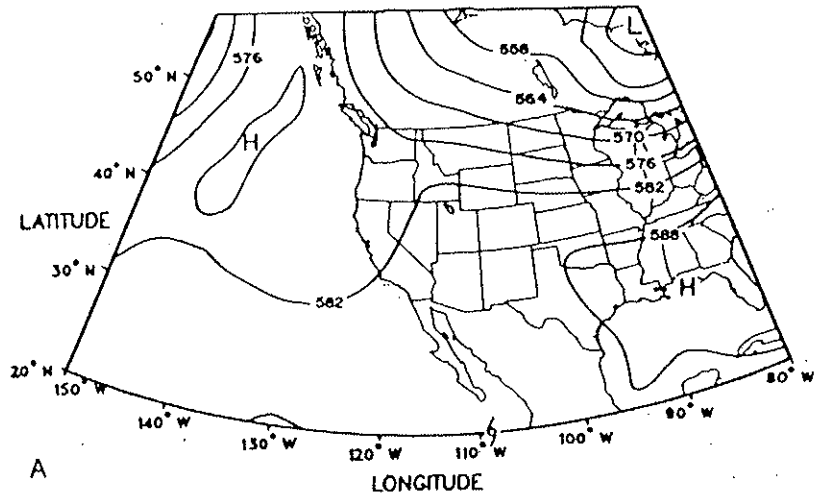 L
558
576
50° N
564
H
570
576
40° N
582
LATITUDE
588
30° N
H
582
20° N
150° W
80° W
140° W
90° W
130° W
100° W
120° W
110° W
A
LONGITUDE